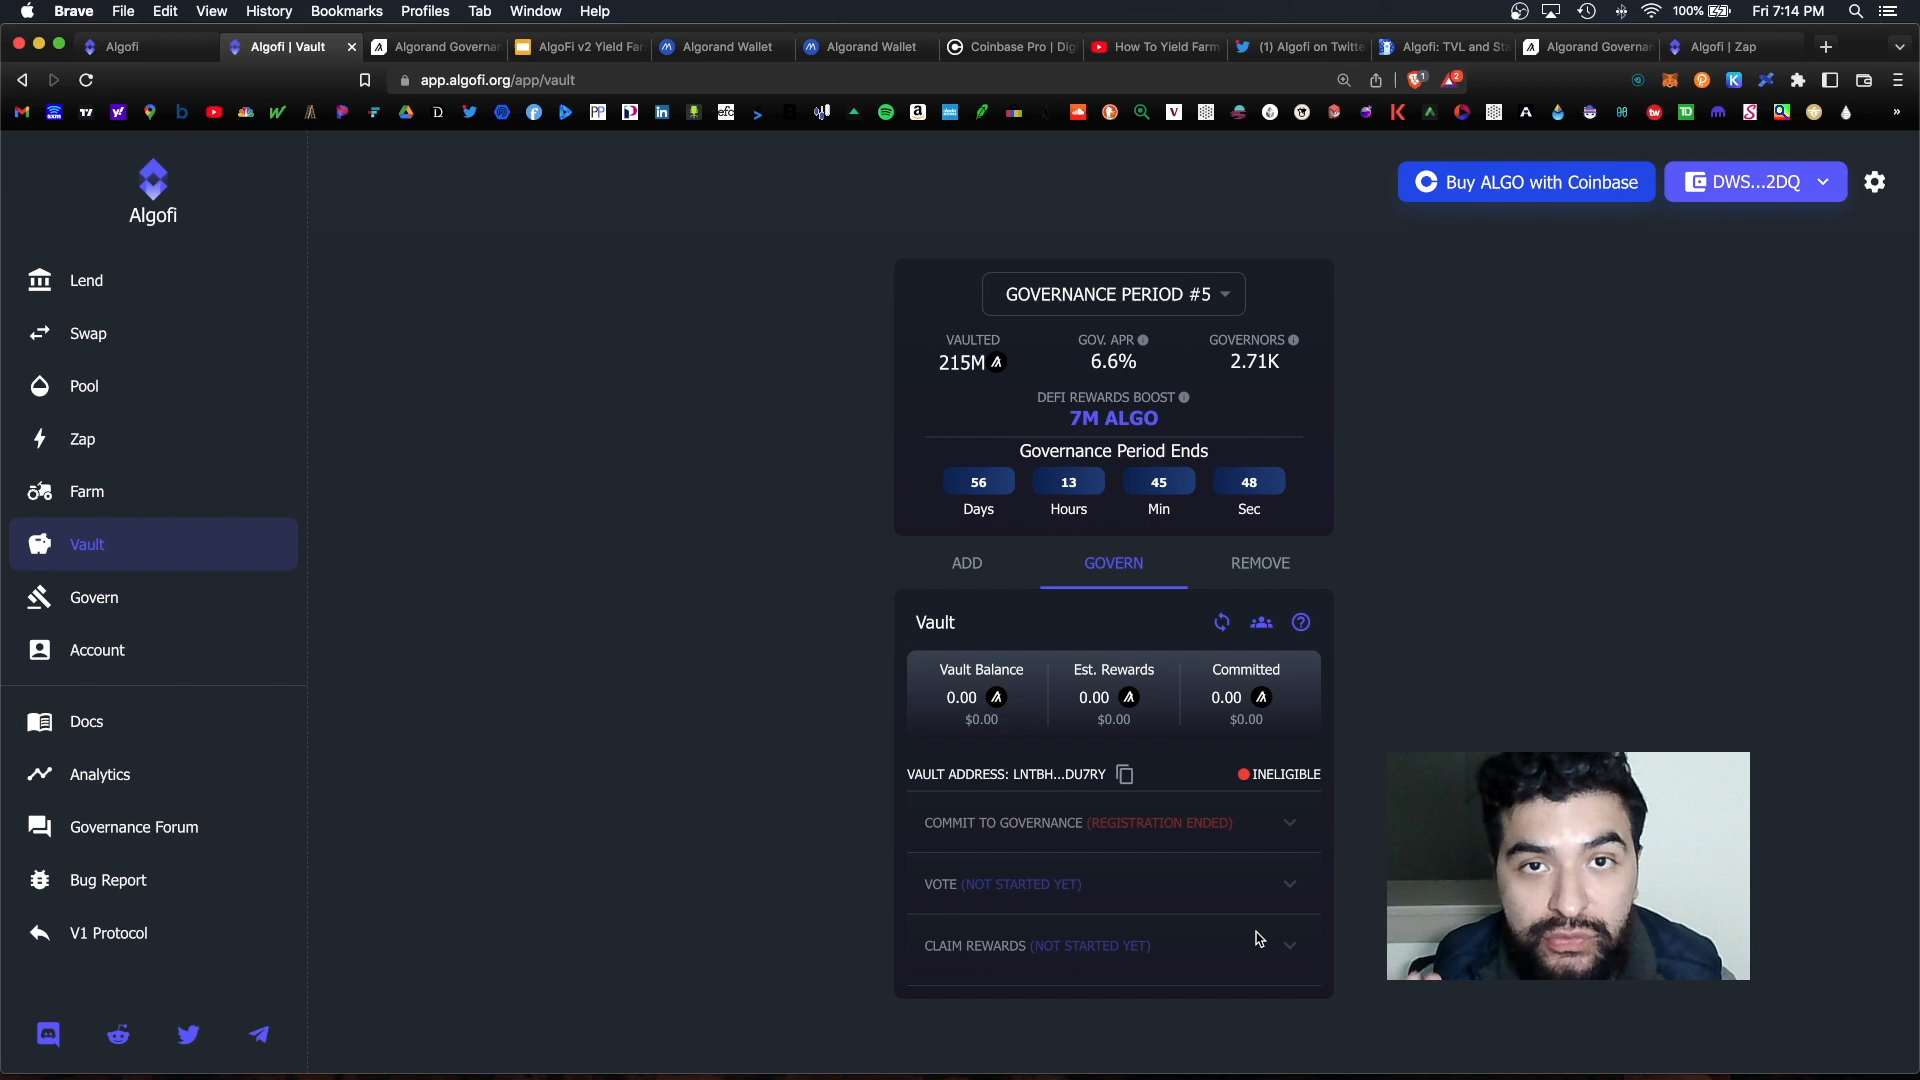 Brave File Edit View History Bookmarks Profiles Tab Window Help 100% Fri 7:14 PM
Algofi Algofi | Vault Algorand Governan AlgoFi v2 Yield Far Algorand Wallet Algorand Wallet Coinbase Pro | Dig How To Yield Farm (1) Algofi on Twitte Algofi: TVL and Sta Algorand Governan Algofi | Zap
app.algofi.org/app/vault
Algofi
Buy ALGO with Coinbase
DWS...2DQ
Lend
Swap
Pool
Zap
Farm
Vault
Govern
Account
Docs
Analytics
Governance Forum
Bug Report
V1 Protocol
GOVERNANCE PERIOD #5
VAULTED GOV. APR GOVERNORS
215M 6.6% 2.71K
DEFI REWARDS BOOST
7M ALGO
Governance Period Ends
56 13 45 48
Days Hours Min Sec
ADD GOVERN REMOVE
Vault
Vault Balance Est. Rewards Committed
0.00 0.00 0.00
$0.00 $0.00 $0.00
VAULT ADDRESS: LNTBH...DU7RY INELIGIBLE
COMMIT TO GOVERNANCE (REGISTRATION ENDED)
VOTE (NOT STARTED YET)
CLAIM REWARDS (NOT STARTED YET)